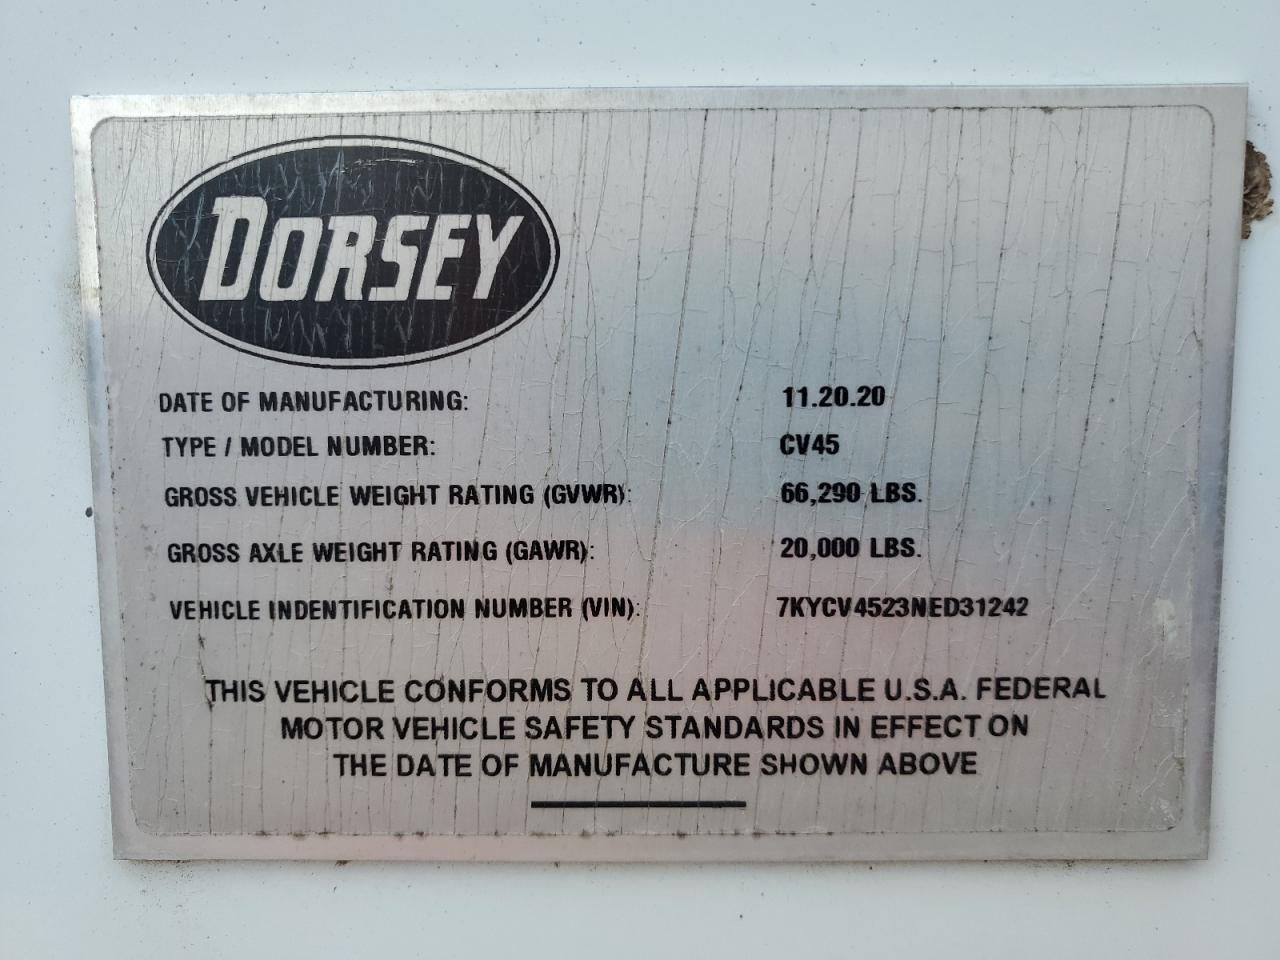 DORSEY
DATE OF MANUFACTURING: 11.20.20
TYPE / MODEL NUMBER: CV45
GROSS VEHICLE WEIGHT RATING (GVWR): 66,290 LBS.
GROSS AXLE WEIGHT RATING (GAWR): 20,000 LBS.
VEHICLE INDENTIFICATION NUMBER (VIN): 7KYCV4523NED31242
THIS VEHICLE CONFORMS TO ALL APPLICABLE U.S.A. FEDERAL
MOTOR VEHICLE SAFETY STANDARDS IN EFFECT ON
THE DATE OF MANUFACTURE SHOWN ABOVE